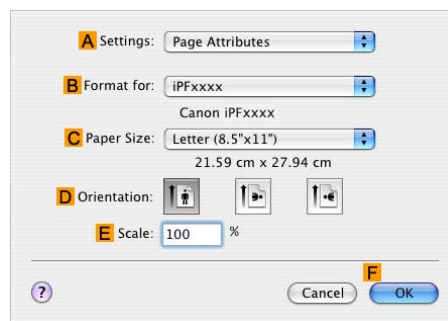 A Settings: Page Attributes
B Format for: iPFxxxx
Canon iPFxxxx
C Paper Size: Letter (8.5"x11")
21.59 cm x 27.94 cm
D Orientation:
E Scale: 100 %
F
? Cancel OK